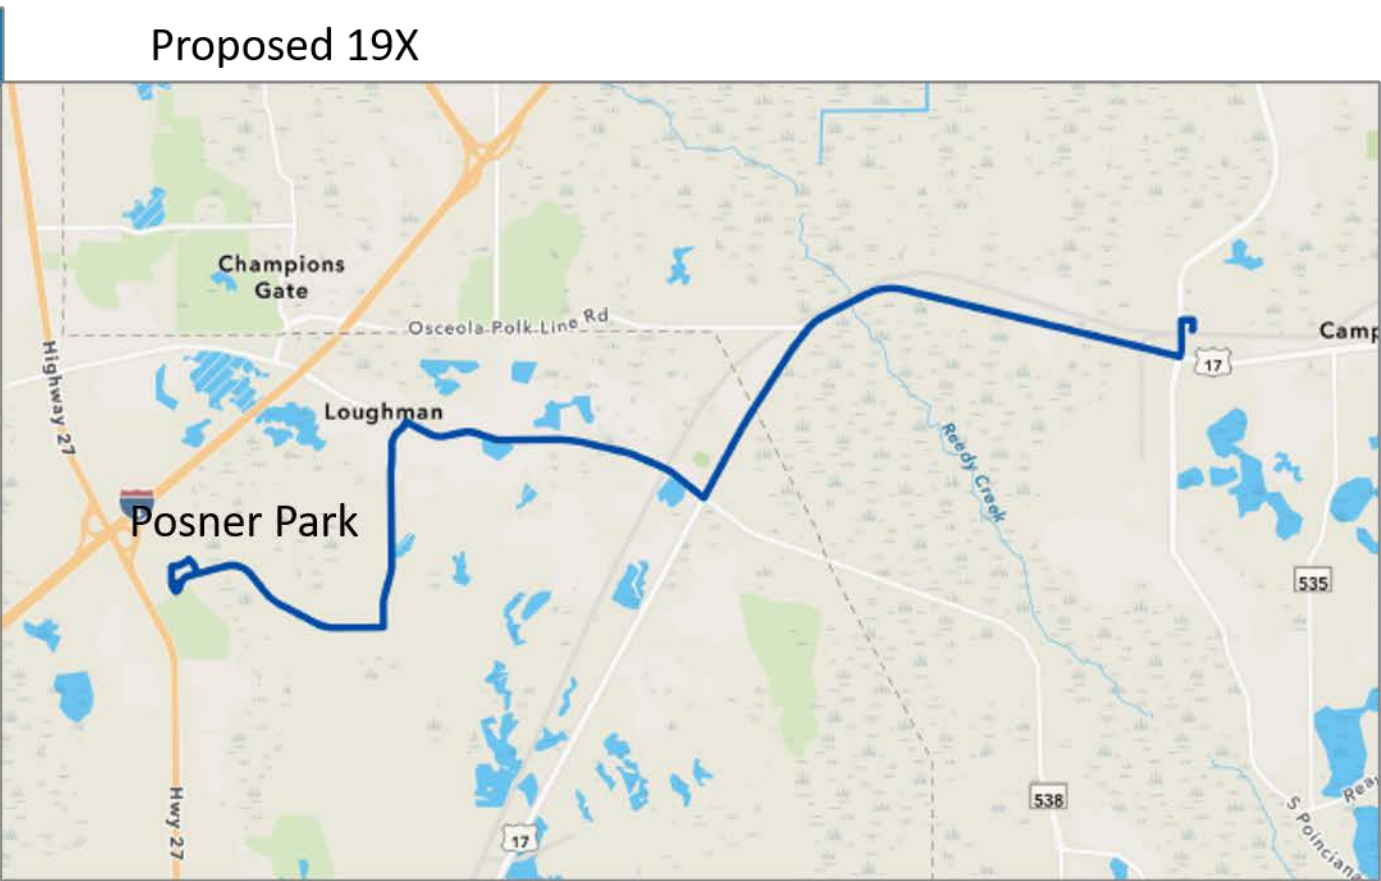 Proposed 19X
Champions
Gate
Osceola Polk Line Rd
Camp
17
Highway 27
Loughman
Reedy Creek
Posner Park
535
538
Rea
17
Hwy 27
S Poinciana